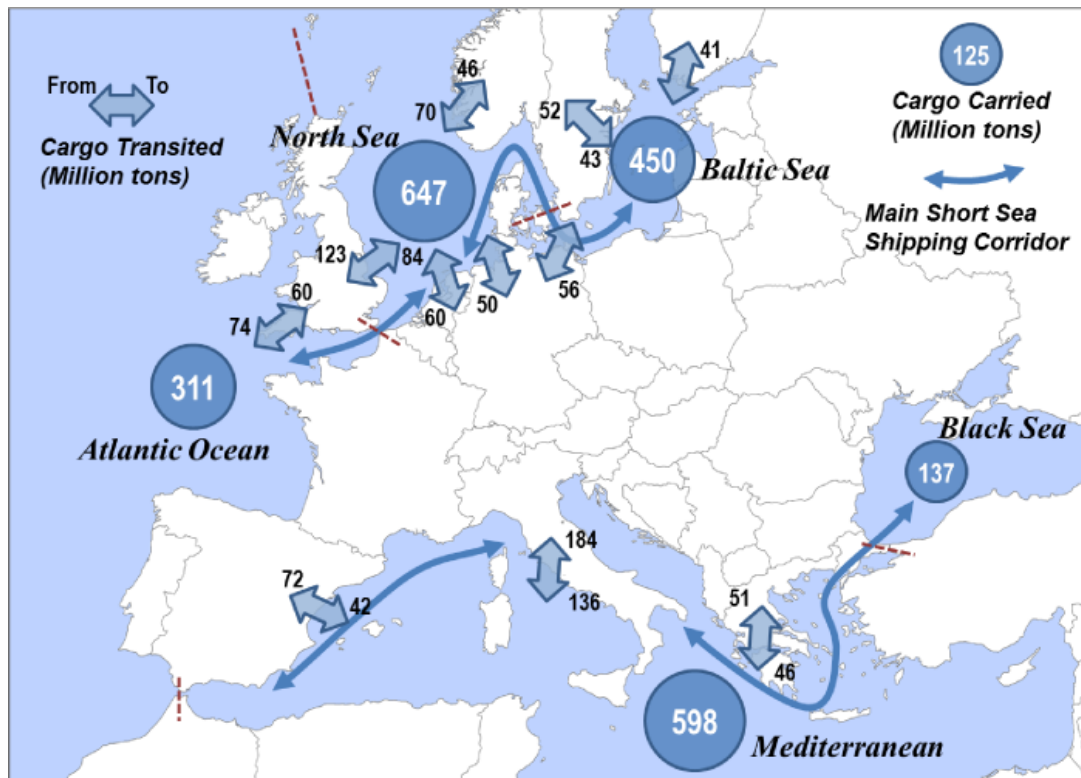 From To
Cargo Transited
(Million tons)
125
Cargo Carried
(Million tons)
Main Short Sea
Shipping Corridor
North Sea
647
46
70
41
52
43
450
Baltic Sea
123
84
60
50
56
60
74
311
Atlantic Ocean
Black Sea
137
184
136
72
42
51
46
598
Mediterranean